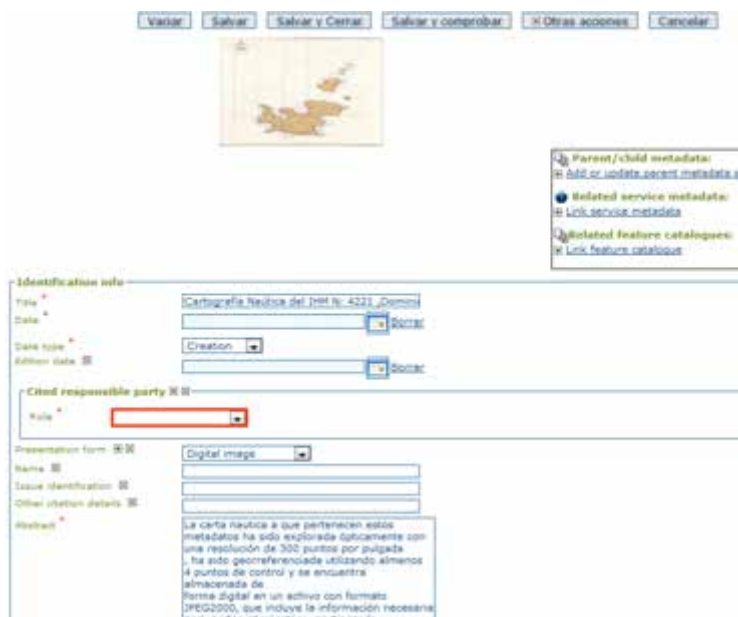 Variar Salvar Salvar y Cerrar Salvar y comprobar Otras acciones Cancelar
Parent/child metadata:
Add or update parent metadata
Related service metadata:
Link service metadata
Related feature catalogues:
Link feature catalogue
Identification info
Title * Cartografía Naútica del IHM N: 4221 ,Domini
Date * Borrar
Date type * Creation
Edition date Borrar
Cited responsible party
Role *
Presentation form Digital image
Name
Issue identification
Other citation details
Abstract * La carta nautica a que pertenecen estos
metadatos ha sido explorada ópticamente con
una resolución de 300 puntos por pulgada
, ha sido georreferenciada utilizando almenos
4 puntos de control y se encuentra
almacenada de
forma digital en un achivo con formato
JPEG2000, que incluye la información necesaria